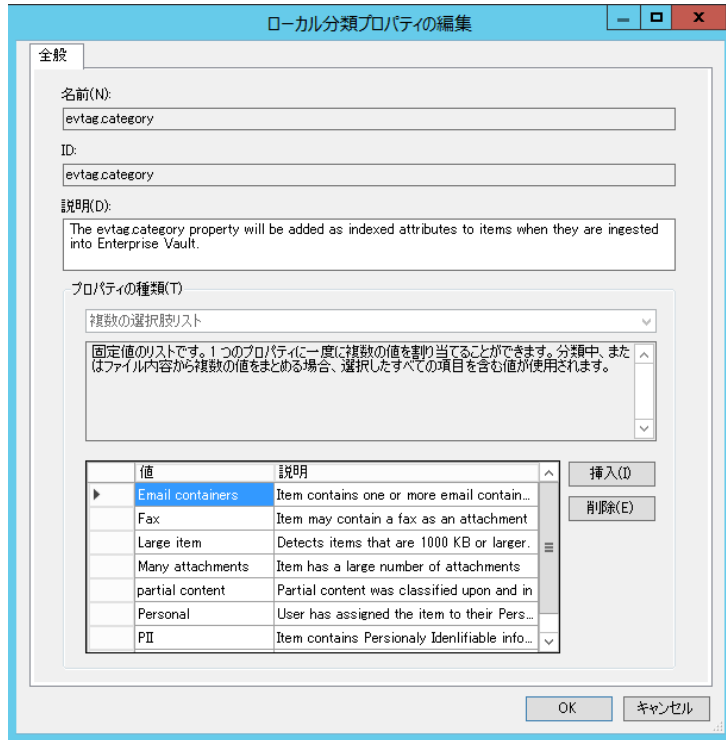 ローカル分類プロパティの編集
全般
名前(N):
evtag.category
ID:
evtag.category
説明(D):
The evtag.category property will be added as indexed attributes to items when they are ingested
into Enterprise Vault.
プロパティの種類(T)
複数の選択肢リスト
固定値のリストです。1 つのプロパティに一度に複数の値を割り当てることができます。分類中、また
はファイル内容から複数の値をまとめる場合、選択したすべての項目を含む値が使用されます。
値 説明
Email containers Item contains one or more email contain...
Fax Item may contain a fax as an attachment
Large item Detects items that are 1000 KB or larger.
Many attachments Item has a large number of attachments
partial content Partial content was classified upon and in
Personal User has assigned the item to their Pers...
PII Item contains Persionaly Idenlifiable info...
挿入(I)
削除(E)
OK キャンセル